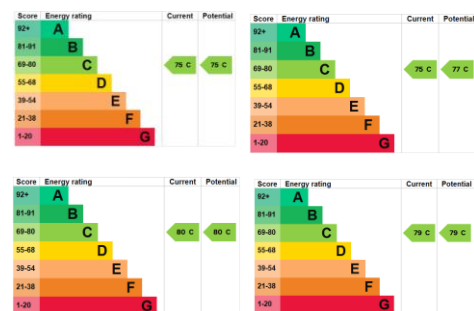 Score Energy rating Current Potential
92+ A
81-91 B
69-80 C 75 C 75 C
55-68 D
39-54 E
21-38 F
1-20 G
Score Energy rating Current Potential
92+ A
81-91 B
69-80 C 75 C 77 C
55-68 D
39-54 E
21-38 F
1-20 G
Score Energy rating Current Potential
92+ A
81-91 B
69-80 C 80 C 80 C
55-68 D
39-54 E
21-38 F
1-20 G
Score Energy rating Current Potential
92+ A
81-91 B
69-80 C 79 C 79 C
55-68 D
39-54 E
21-38 F
1-20 G